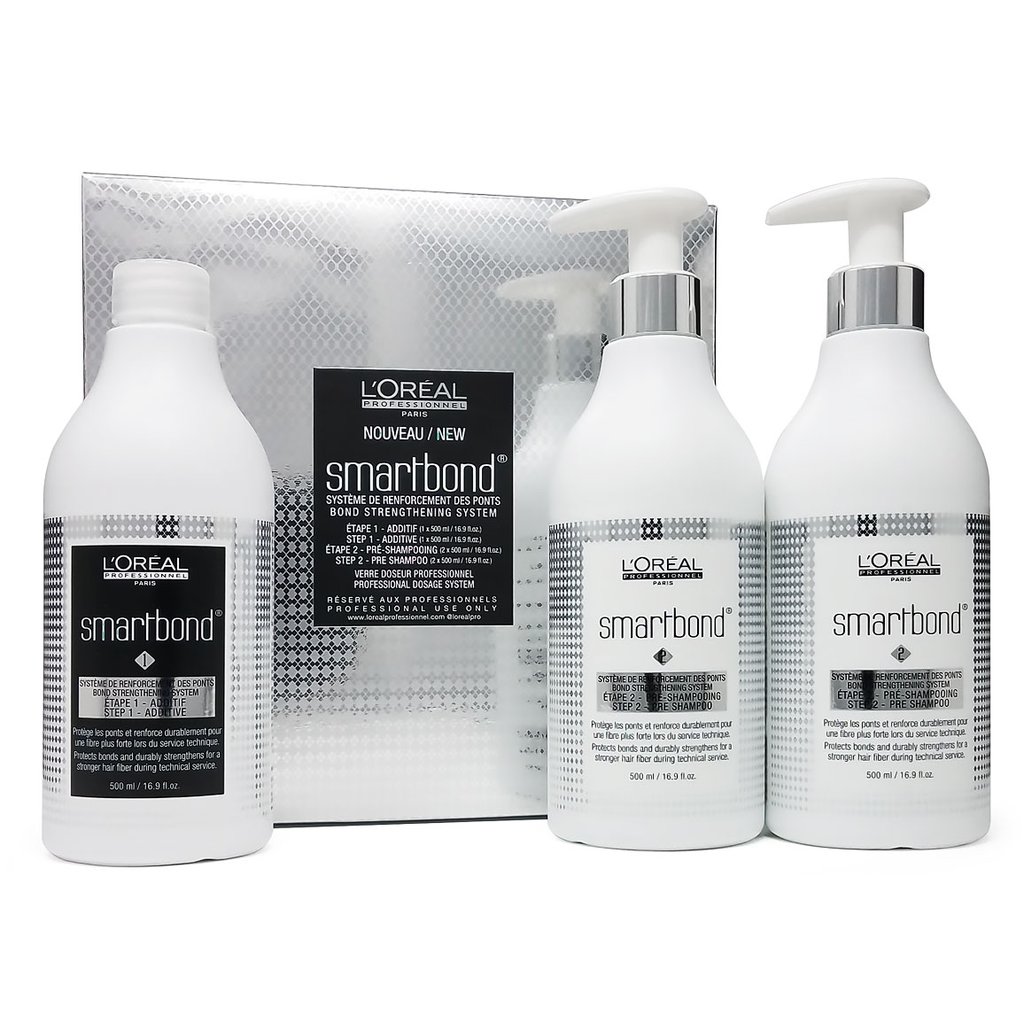 L'ORÉAL
PROFESSIONNEL
PARIS
NOUVEAU / NEW
smartbond®
SYSTÈME DE RENFORCEMENT DES PONTS
BOND STRENGTHENING SYSTEM
ÉTAPE 1 - ADDITIF (1 x 500 ml / 16.9 fl.oz.)
STEP 1 - ADDITIVE (1 x 500 ml / 16.9 fl.oz.)
ÉTAPE 2 - PRÉ-SHAMPOOING (2 x 500 ml / 16.9 fl.oz.)
STEP 2 - PRE SHAMPOO (2 x 500 ml / 16.9 fl.oz.)
VERRE DOSEUR PROFESSIONNEL
PROFESSIONAL DOSAGE SYSTEM
RÉSERVÉ AUX PROFESSIONNELS
PROFESSIONAL USE ONLY
www.lorealprofessionnel.com @lorealpro
L'ORÉAL
PROFESSIONNEL
PARIS
smartbond®
1
SYSTÈME DE RENFORCEMENT DES PONTS
BOND STRENGTHENING SYSTEM
ÉTAPE 1 - ADDITIF
STEP 1 - ADDITIVE
Protège les ponts et renforce durablement pour
une fibre plus forte lors du service technique.
Protects bonds and durably strengthens for a
stronger hair fiber during technical service.
500 ml / 16.9 fl.oz.
L'ORÉAL
PROFESSIONNEL
PARIS
smartbond®
2
SYSTÈME DE RENFORCEMENT DES PONTS
BOND STRENGTHENING SYSTEM
ÉTAPE 2 - PRÉ-SHAMPOOING
STEP 2 - PRE SHAMPOO
Protège les ponts et renforce durablement pour
une fibre plus forte lors du service technique.
Protects bonds and durably strengthens for a
stronger hair fiber during technical service.
500 ml / 16.9 fl.oz.
L'ORÉAL
PROFESSIONNEL
PARIS
smartbond®
2
SYSTÈME DE RENFORCEMENT DES PONTS
BOND STRENGTHENING SYSTEM
ÉTAPE 2 - PRÉ-SHAMPOOING
STEP 2 - PRE SHAMPOO
Protège les ponts et renforce durablement pour
une fibre plus forte lors du service technique.
Protects bonds and durably strengthens for a
stronger hair fiber during technical service.
500 ml / 16.9 fl.oz.